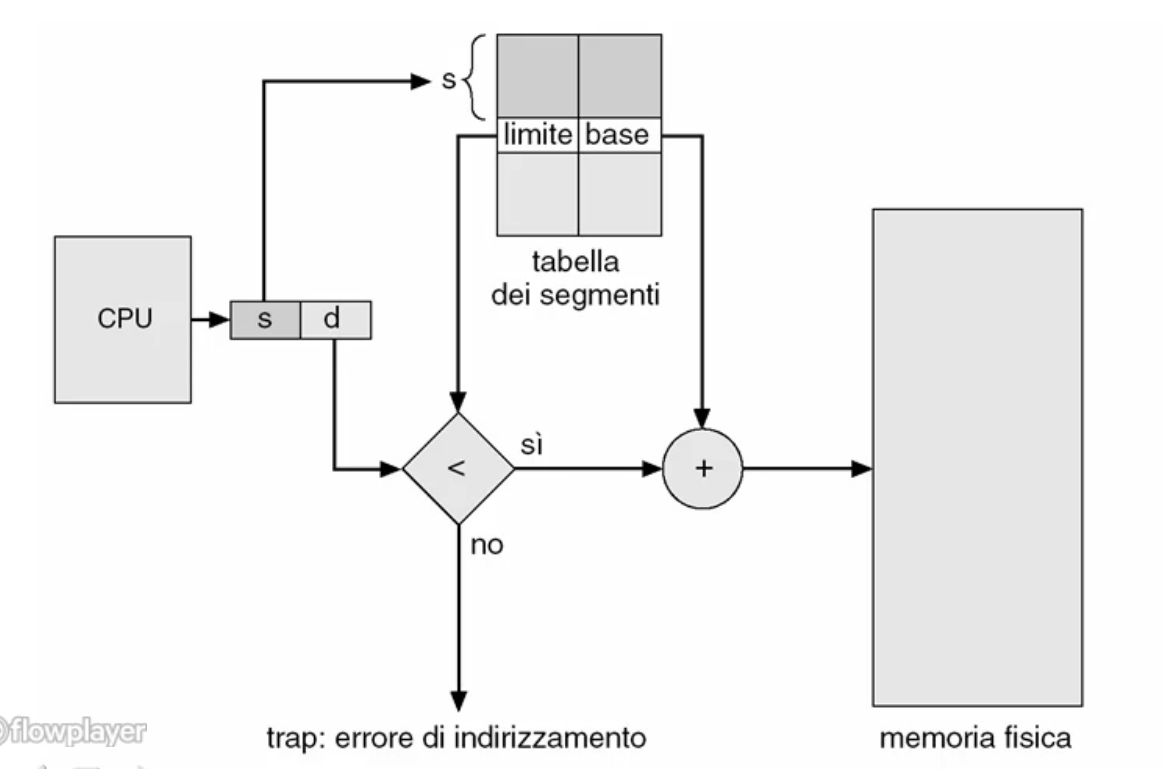 s
limite base
tabella
dei segmenti
CPU
s d
sì
<
+
no
flowplayer
trap: errore di indirizzamento
memoria fisica